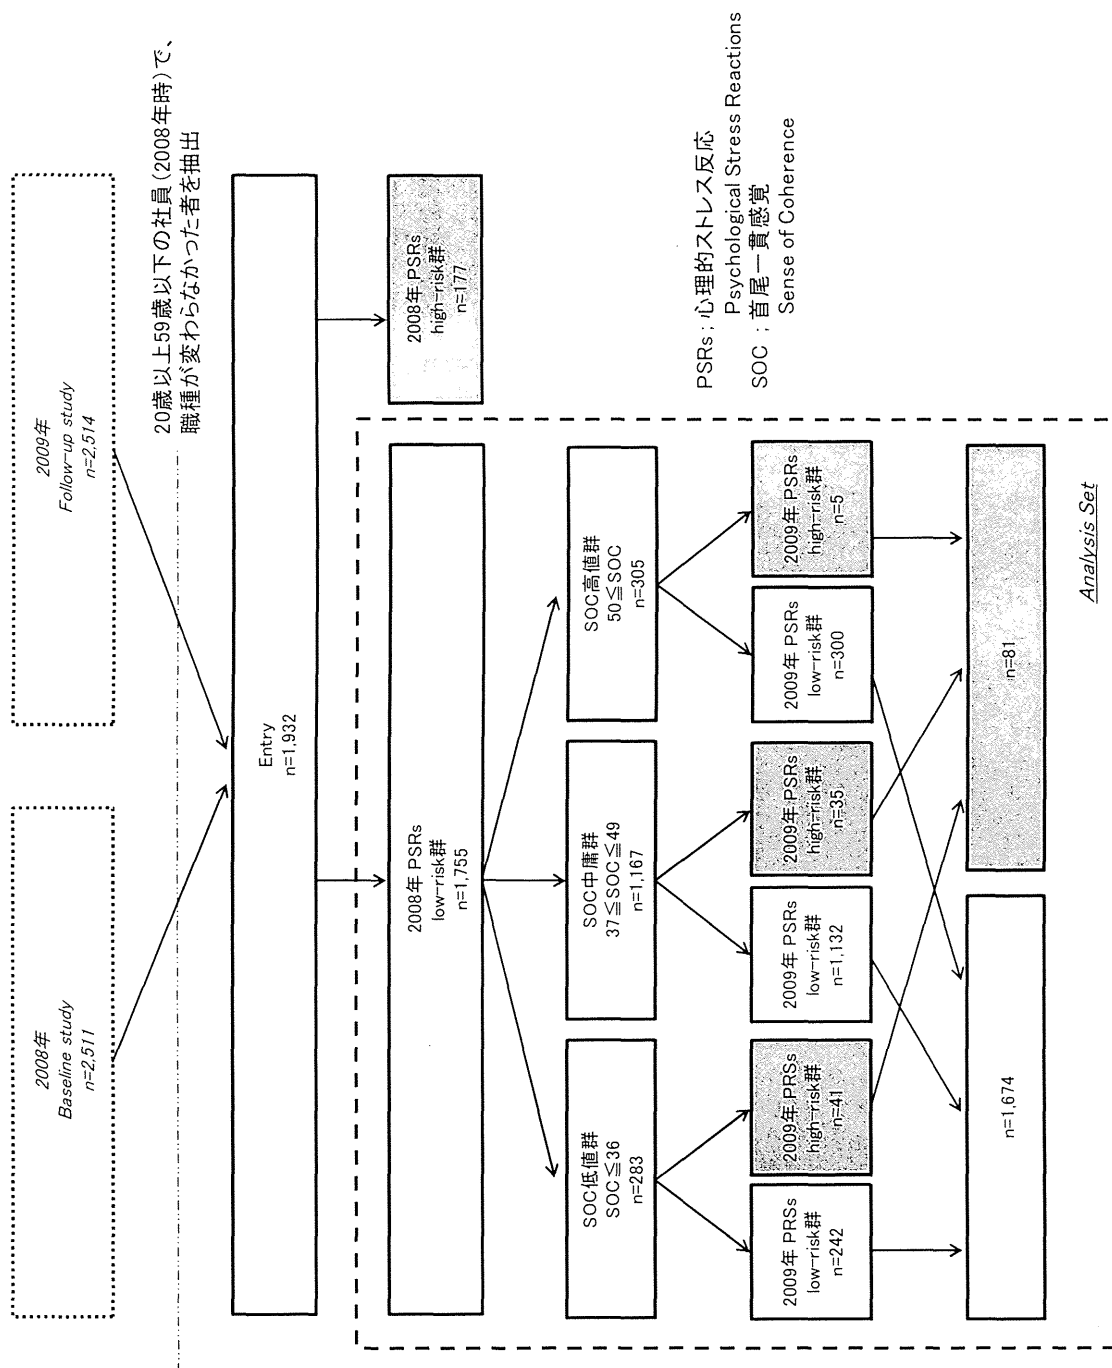 2008年
Baseline study
n=2,511
2009年
Follow-up study
n=2,514
20歳以上59歳以下の社員(2008年時)で、
職種が変わらなかった者を抽出
Entry
n=1,932
2008年 PSRs
low-risk群
n=1,755
2008年 PSRs
high-risk群
n=177
SOC低値群
SOC≦36
n=283
SOC中庸群
37≦SOC≦49
n=1,167
SOC高値群
50≦SOC
n=305
2009年 PRSs
low-risk群
n=242
2009年 PRSs
high-risk群
n=41
2009年 PSRs
low-risk群
n=1,132
2009年 PSRs
high-risk群
n=35
2009年 PSRs
low-risk群
n=300
2009年 PSRs
high-risk群
n=5
n=1,674
n=81
Analysis Set
PSRs ; 心理的ストレス反応
Psychological Stress Reactions
SOC ; 首尾一貫感覚
Sense of Coherence